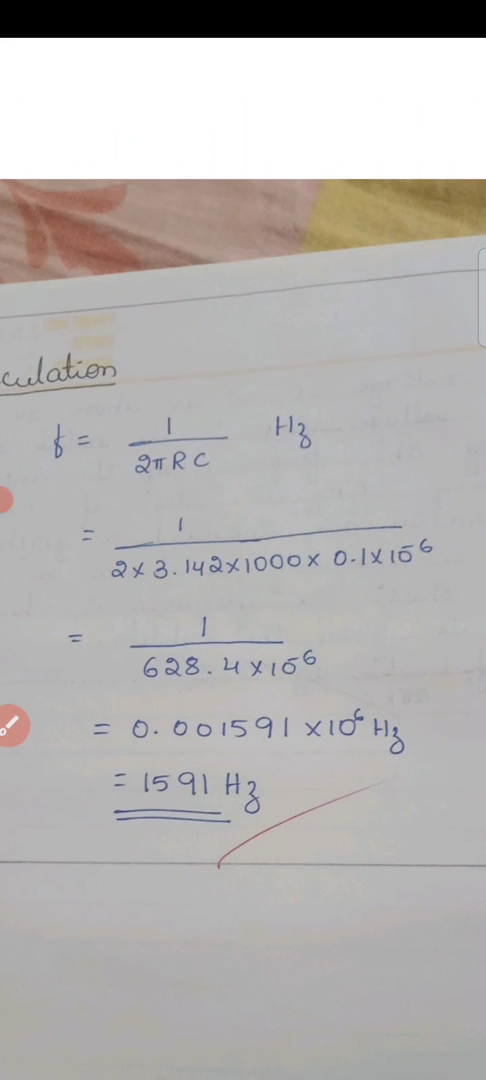 culation
f = 1 / 2πRC Hz
= 1 / 2 × 3.142 × 1000 × 0.1 × 10⁻⁶
= 1 / 628.4 × 10⁻⁶
= 0.001591 × 10⁶ Hz
= 1591 Hz